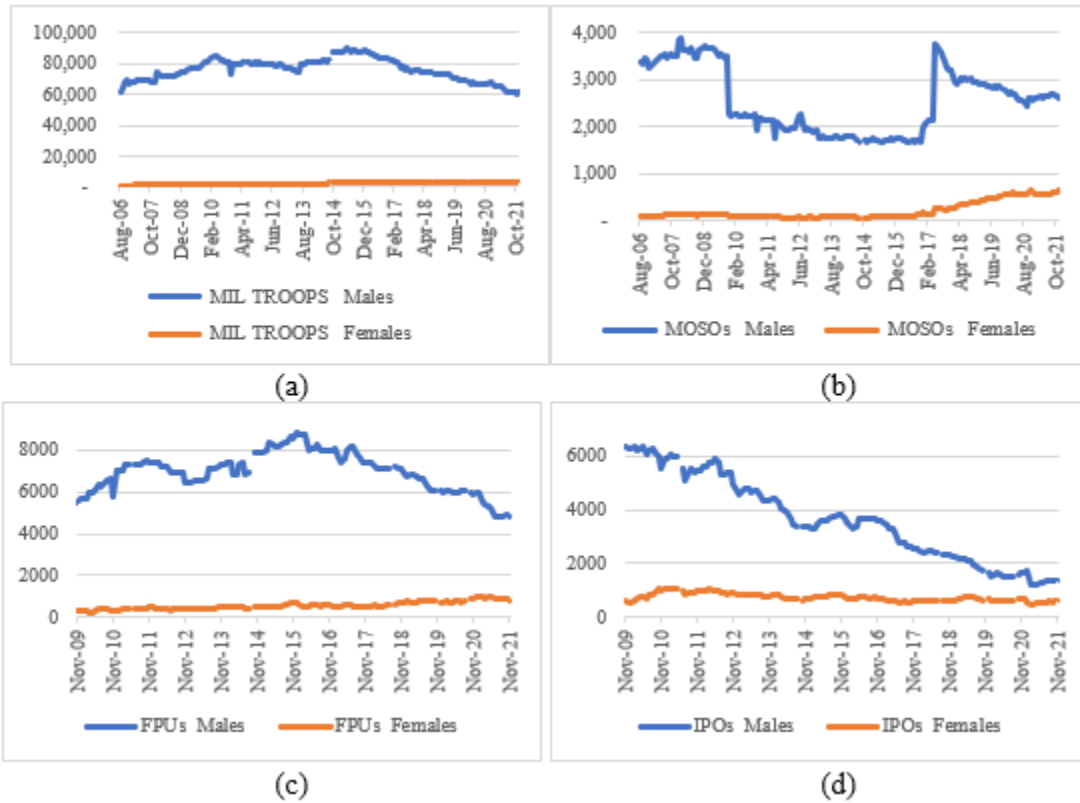 100,000
80,000
60,000
40,000
20,000
-
Aug-06
Oct-07
Dec-08
Feb-10
Apr-11
Jun-12
Aug-13
Oct-14
Dec-15
Feb-17
Apr-18
Jun-19
Aug-20
Oct-21
MIL TROOPS Males
MIL TROOPS Females
(a)
4,000
3,000
2,000
1,000
-
Aug-06
Oct-07
Dec-08
Feb-10
Apr-11
Jun-12
Aug-13
Oct-14
Dec-15
Feb-17
Apr-18
Jun-19
Aug-20
Oct-21
MOSOs Males MOSOs Females
(b)
8000
6000
4000
2000
0
Nov-09
Nov-10
Nov-11
Nov-12
Nov-13
Nov-14
Nov-15
Nov-16
Nov-17
Nov-18
Nov-19
Nov-20
Nov-21
FPUs Males FPUs Females
(c)
6000
4000
2000
0
Nov-09
Nov-10
Nov-11
Nov-12
Nov-13
Nov-14
Nov-15
Nov-16
Nov-17
Nov-18
Nov-19
Nov-20
Nov-21
IPOs Males IPOs Females
(d)